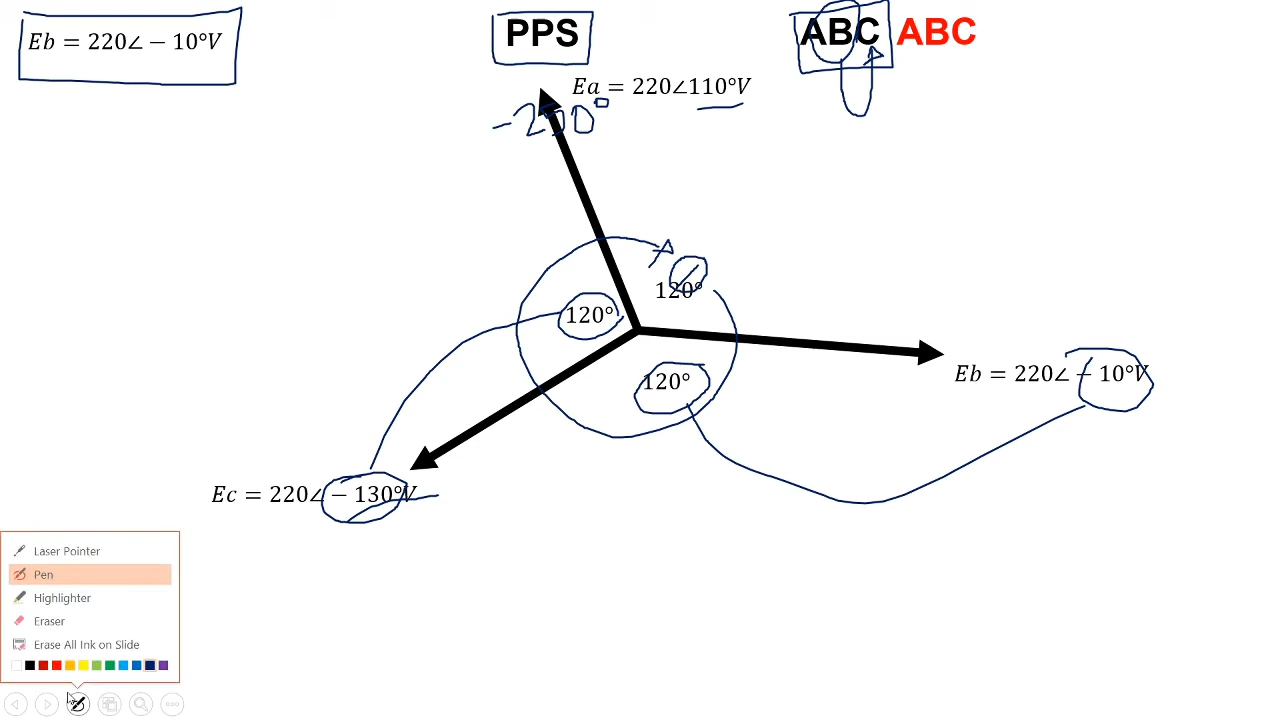 Eb = 220∠ − 10°V
PPS
ABC ABC
Ea = 220∠110°V
-250°
120°
120°
120°
Eb = 220∠ − 10°V
Ec = 220∠ − 130°V
Laser Pointer
Pen
Highlighter
Eraser
Erase All Ink on Slide